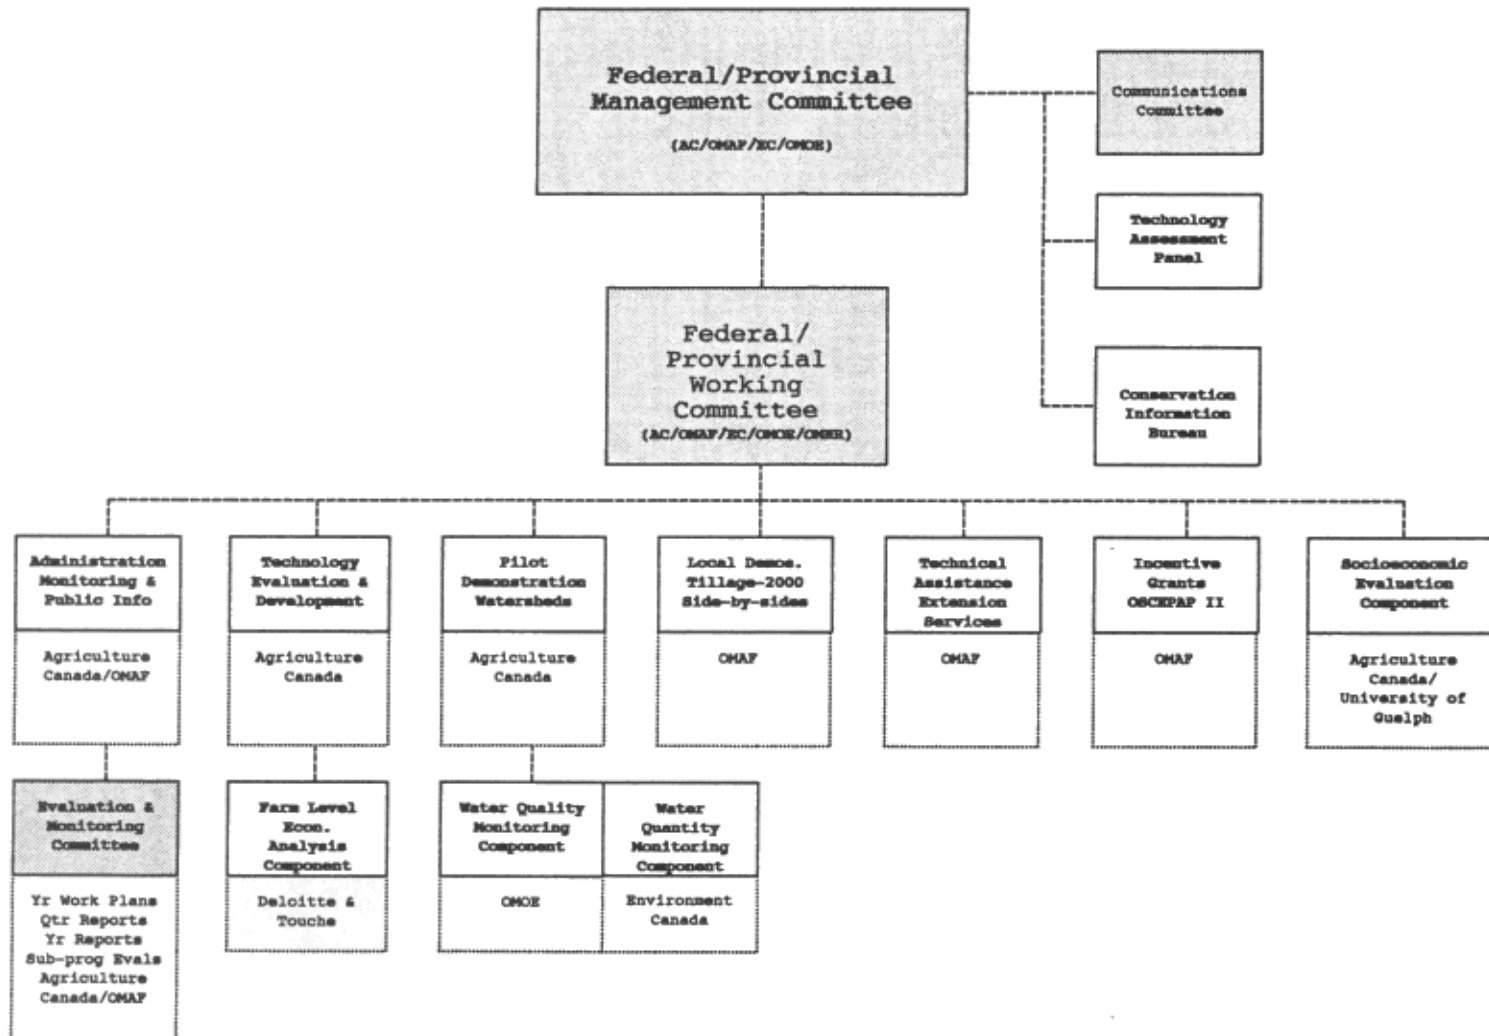 Federal/Provincial
Management Committee
(AC/OMAF/EC/OMOE)
Communications
Committee
Technology
Assessment
Panel
Conservation
Information
Bureau
Federal/
Provincial
Working
Committee
(AC/OMAF/EC/OMOE/OMNR)
Administration
Monitoring &
Public Info
Agriculture
Canada/OMAF
Technology
Evaluation &
Development
Agriculture
Canada
Pilot
Demonstration
Watersheds
Agriculture
Canada
Local Demos.
Tillage-2000
Side-by-sides
OMAF
Technical
Assistance
Extension
Services
OMAF
Incentive
Grants
OSCEPAP II
OMAF
Socioeconomic
Evaluation
Component
Agriculture
Canada/
University of
Guelph
Evaluation &
Monitoring
Committee
Yr Work Plans
Qtr Reports
Yr Reports
Sub-prog Evals
Agriculture
Canada/OMAF
Farm Level
Econ.
Analysis
Component
Deloitte &
Touche
Water Quality
Monitoring
Component
OMOE
Water
Quantity
Monitoring
Component
Environment
Canada